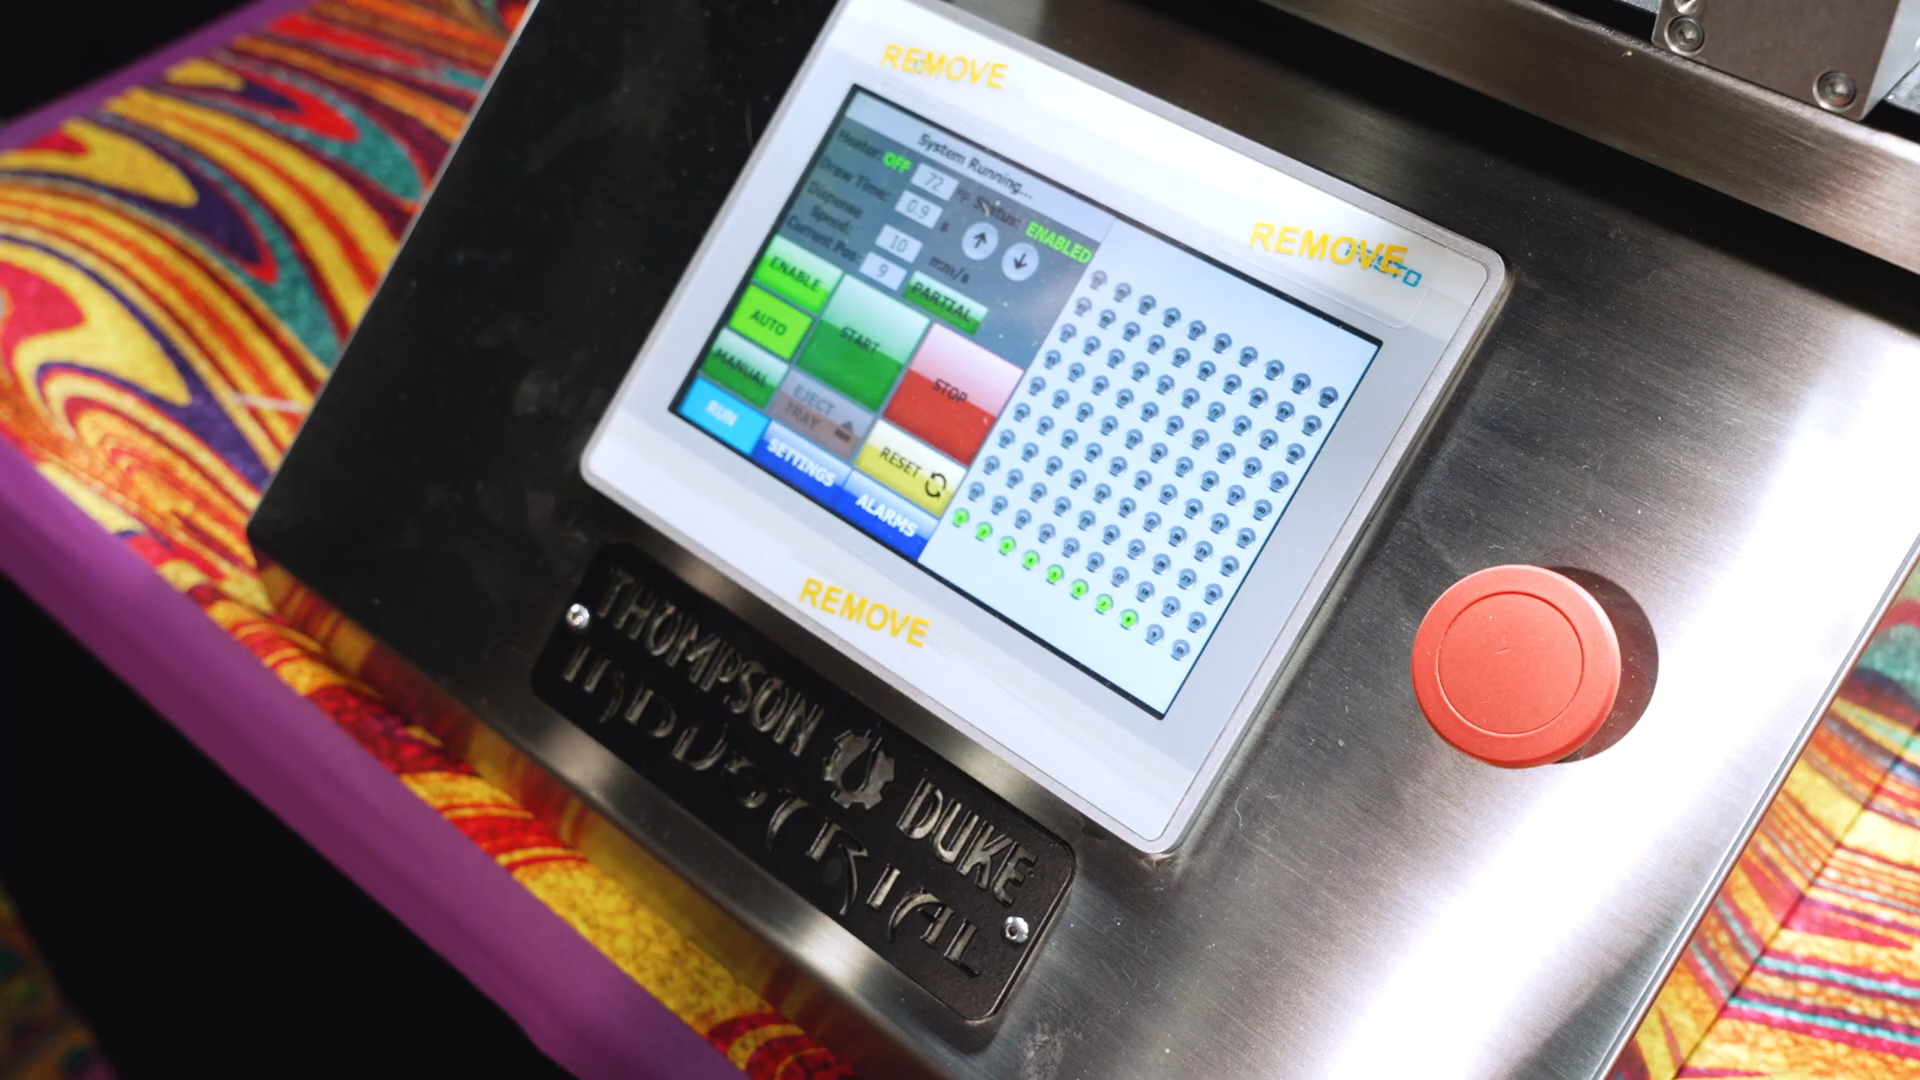 REMOVE
REMOVE
System Running...
Heater: OFF 72 °F Status: ENABLED
Draw Time: 0.9 s
Dispense Speed: 10 mm/s
Current Pos: 9
PARTIAL
ENABLE
AUTO
MANUAL
START
STOP
EJECT TRAY
RESET
RUN
SETTINGS
ALARMS
REMOVE
THOMPSON DUKE
INDUSTRIAL